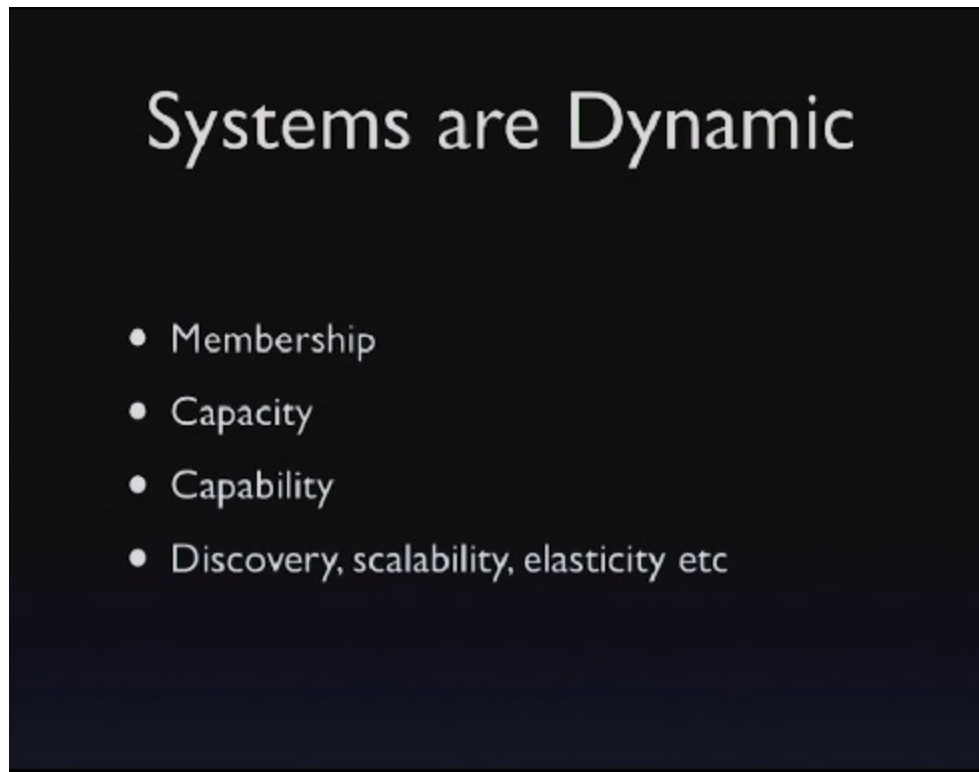 Systems are Dynamic
• Membership
• Capacity
• Capability
• Discovery, scalability, elasticity etc